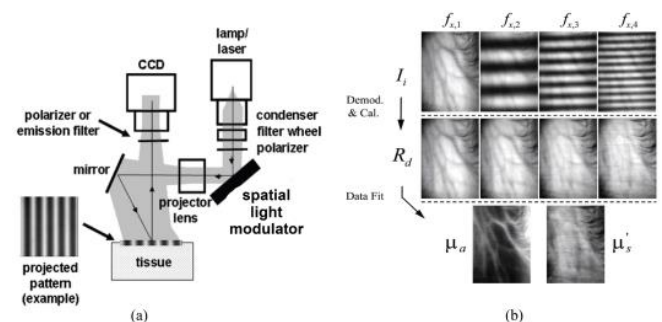 lamp/
laser
CCD
polarizer or
emission filter
condenser
filter wheel
polarizer
mirror
projector
lens
spatial
light
modulator
projected
pattern
(example)
tissue
(a)
f_{x,1} f_{x,2} f_{x,3} f_{x,4}
I_i
Demod.
& Cal.
R_d
Data Fit
μ_a μ'_s
(b)